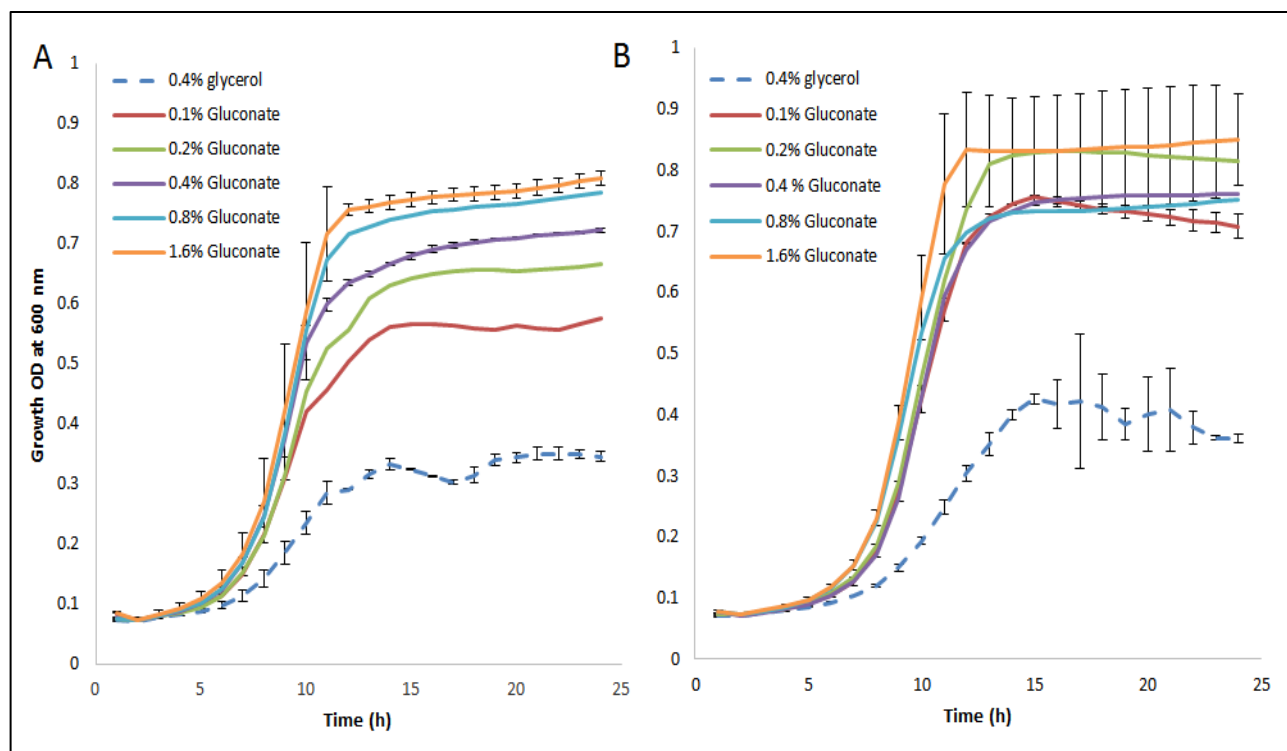 A
0.4% glycerol
0.1% Gluconate
0.2% Gluconate
0.4% Gluconate
0.8% Gluconate
1.6% Gluconate
1
0.9
0.8
0.7
0.6
0.5
0.4
0.3
0.2
0.1
0
Growth OD at 600 nm
0
5
10
15
20
25
Time (h)
B
0.4% glycerol
0.1% Gluconate
0.2% Gluconate
0.4 % Gluconate
0.8% Gluconate
1.6% Gluconate
1
0.9
0.8
0.7
0.6
0.5
0.4
0.3
0.2
0.1
0
0
5
10
15
20
25
Time (h)